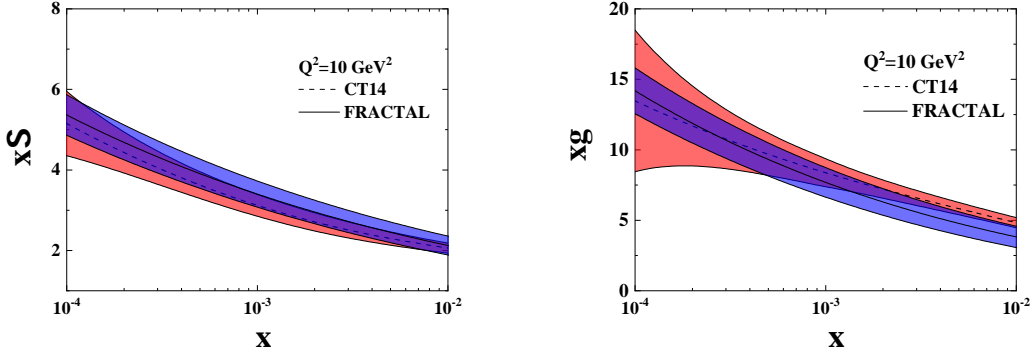 8
6
4
2
xS
Q²=10 GeV²
CT14
FRACTAL
10⁻⁴
10⁻³
10⁻²
x
20
15
10
5
0
xg
Q²=10 GeV²
CT14
FRACTAL
10⁻⁴
10⁻³
10⁻²
x